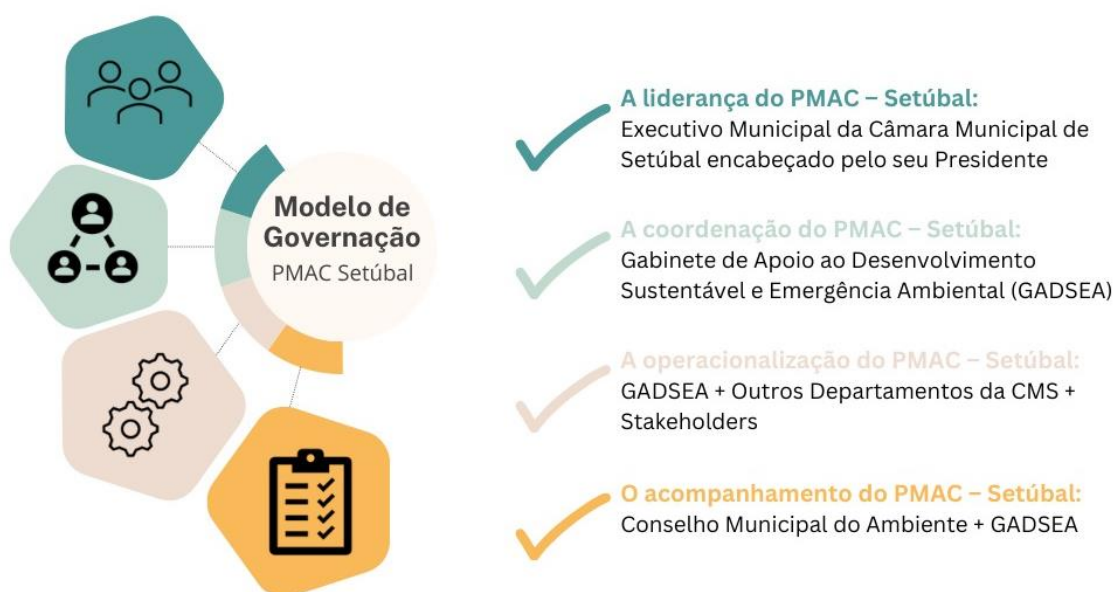 Modelo de
Governação
PMAC Setúbal
A liderança do PMAC – Setúbal:
Executivo Municipal da Câmara Municipal de
Setúbal encabeçado pelo seu Presidente
A coordenação do PMAC – Setúbal:
Gabinete de Apoio ao Desenvolvimento
Sustentável e Emergência Ambiental (GADSEA)
A operacionalização do PMAC – Setúbal:
GADSEA + Outros Departamentos da CMS +
Stakeholders
O acompanhamento do PMAC – Setúbal:
Conselho Municipal do Ambiente + GADSEA